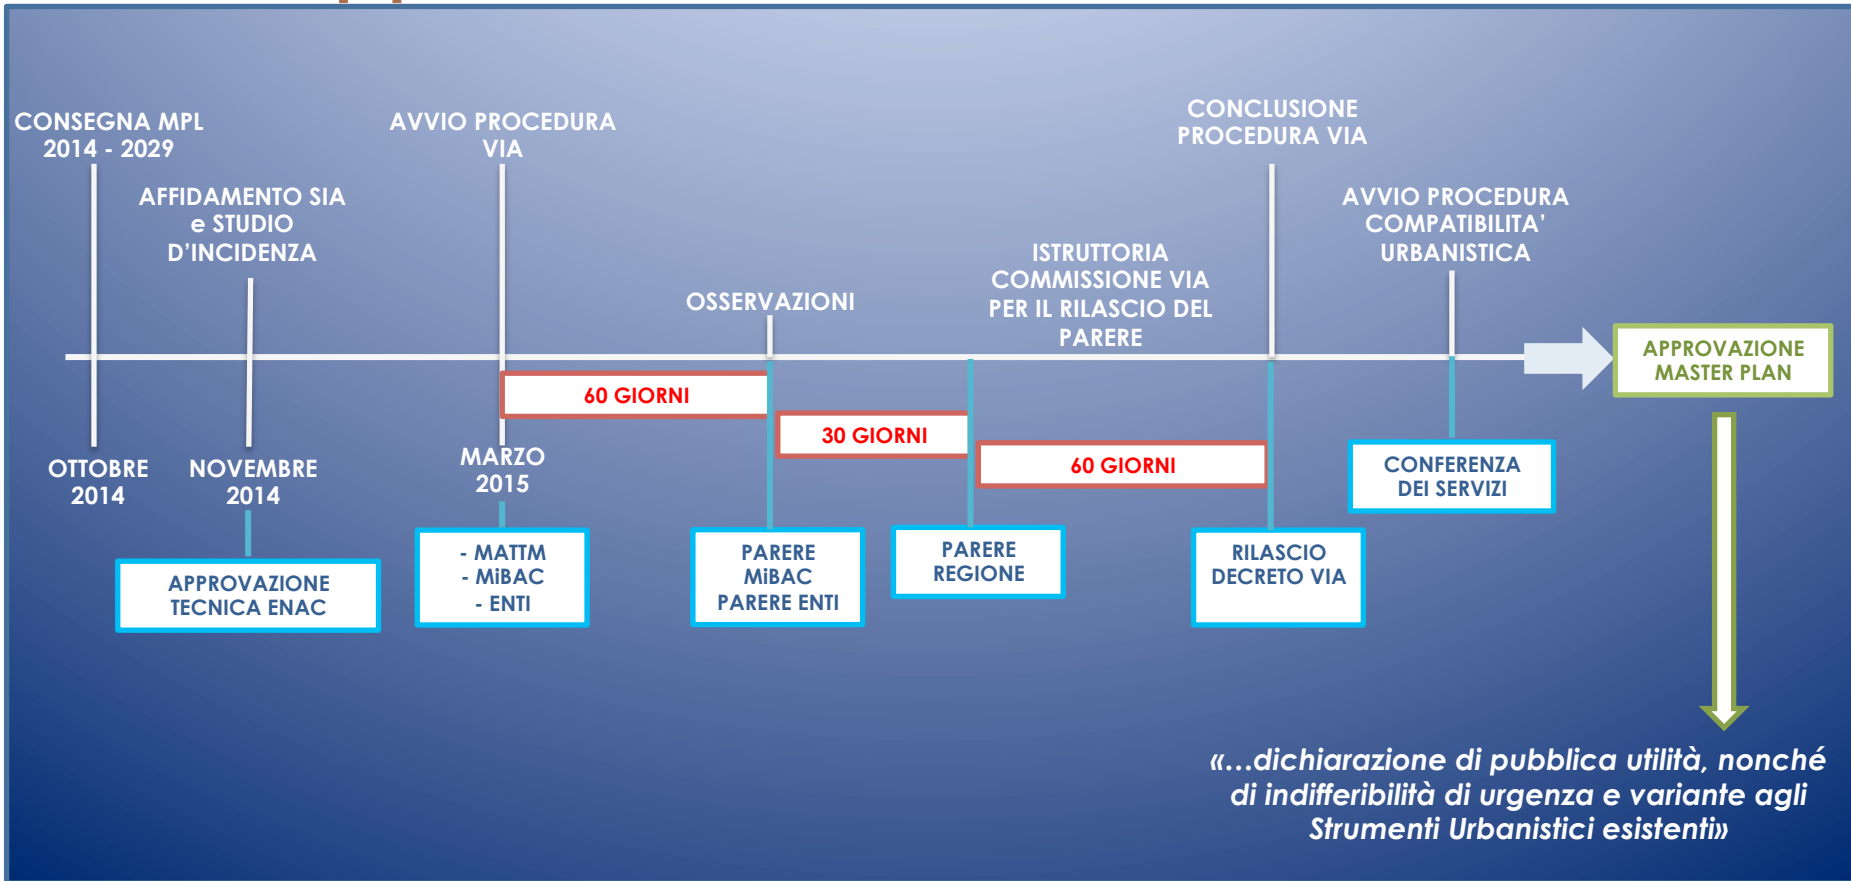 CONSEGNA MPL
2014 - 2029
AFFIDAMENTO SIA
e STUDIO
D'INCIDENZA
AVVIO PROCEDURA
VIA
OSSERVAZIONI
ISTRUTTORIA
COMMISSIONE VIA
PER IL RILASCIO DEL
PARERE
CONCLUSIONE
PROCEDURA VIA
AVVIO PROCEDURA
COMPATIBILITA'
URBANISTICA
APPROVAZIONE
MASTER PLAN
60 GIORNI
30 GIORNI
60 GIORNI
OTTOBRE
2014
NOVEMBRE
2014
MARZO
2015
CONFERENZA
DEI SERVIZI
APPROVAZIONE
TECNICA ENAC
- MATTM
- MiBAC
- ENTI
PARERE
MiBAC
PARERE ENTI
PARERE
REGIONE
RILASCIO
DECRETO VIA
«...dichiarazione di pubblica utilità, nonché
di indifferibilità di urgenza e variante agli
Strumenti Urbanistici esistenti»